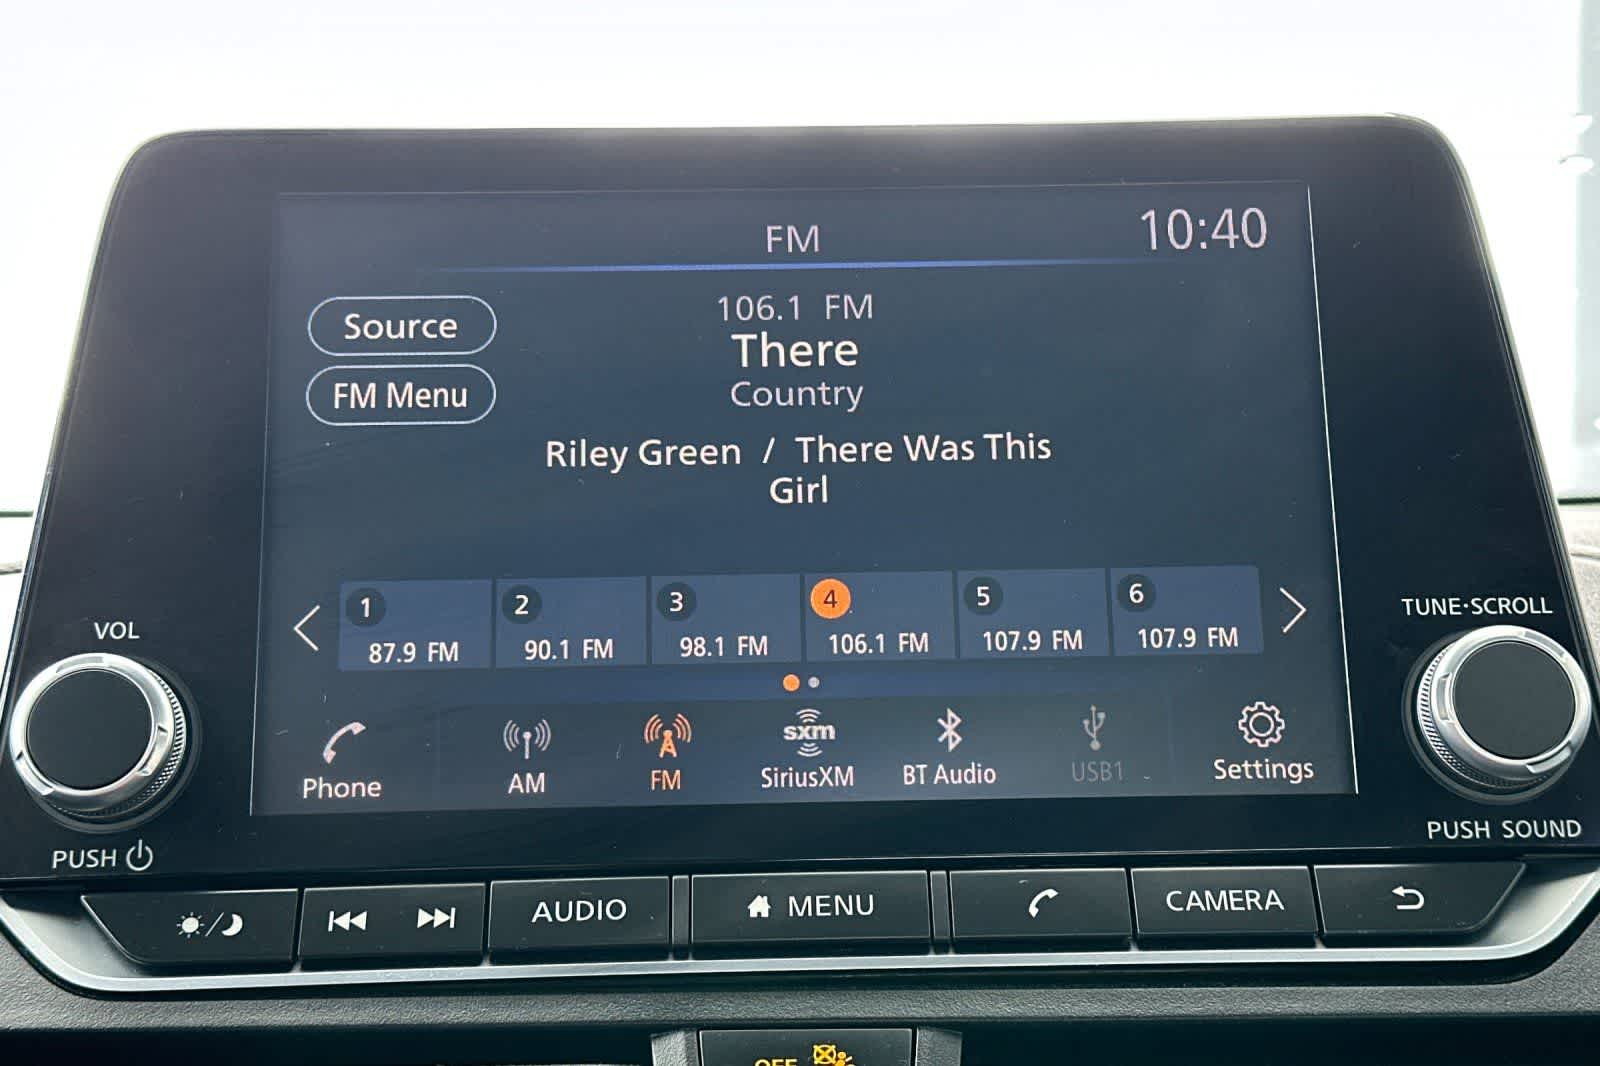 FM
10:40
Source
106.1 FM
There
FM Menu
Country
Riley Green / There Was This
Girl
1
87.9 FM
2
90.1 FM
3
98.1 FM
4
106.1 FM
5
107.9 FM
6
107.9 FM
VOL
TUNE·SCROLL
Phone
AM
FM
sxm
SiriusXM
BT Audio
USB1
Settings
PUSH
PUSH SOUND
AUDIO
MENU
CAMERA
OFF